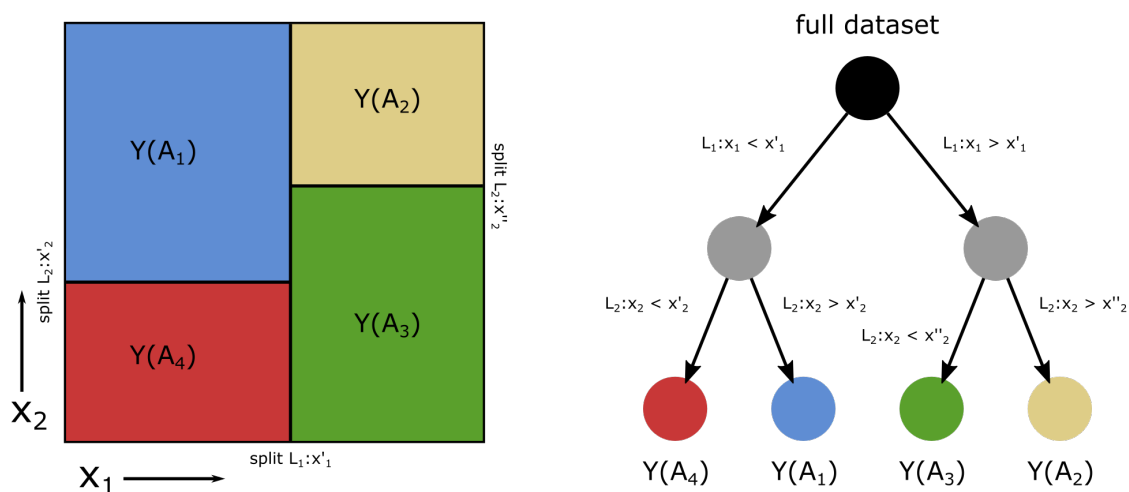 full dataset
Y(A₁)
Y(A₂)
Y(A₃)
Y(A₄)
split L₂:x'₂
split L₂:x''₂
split L₁:x'₁
x₂
x₁
L₁:x₁ < x'₁
L₁:x₁ > x'₁
L₂:x₂ < x'₂
L₂:x₂ > x'₂
L₂:x₂ < x''₂
L₂:x₂ > x''₂
Y(A₄)
Y(A₁)
Y(A₃)
Y(A₂)